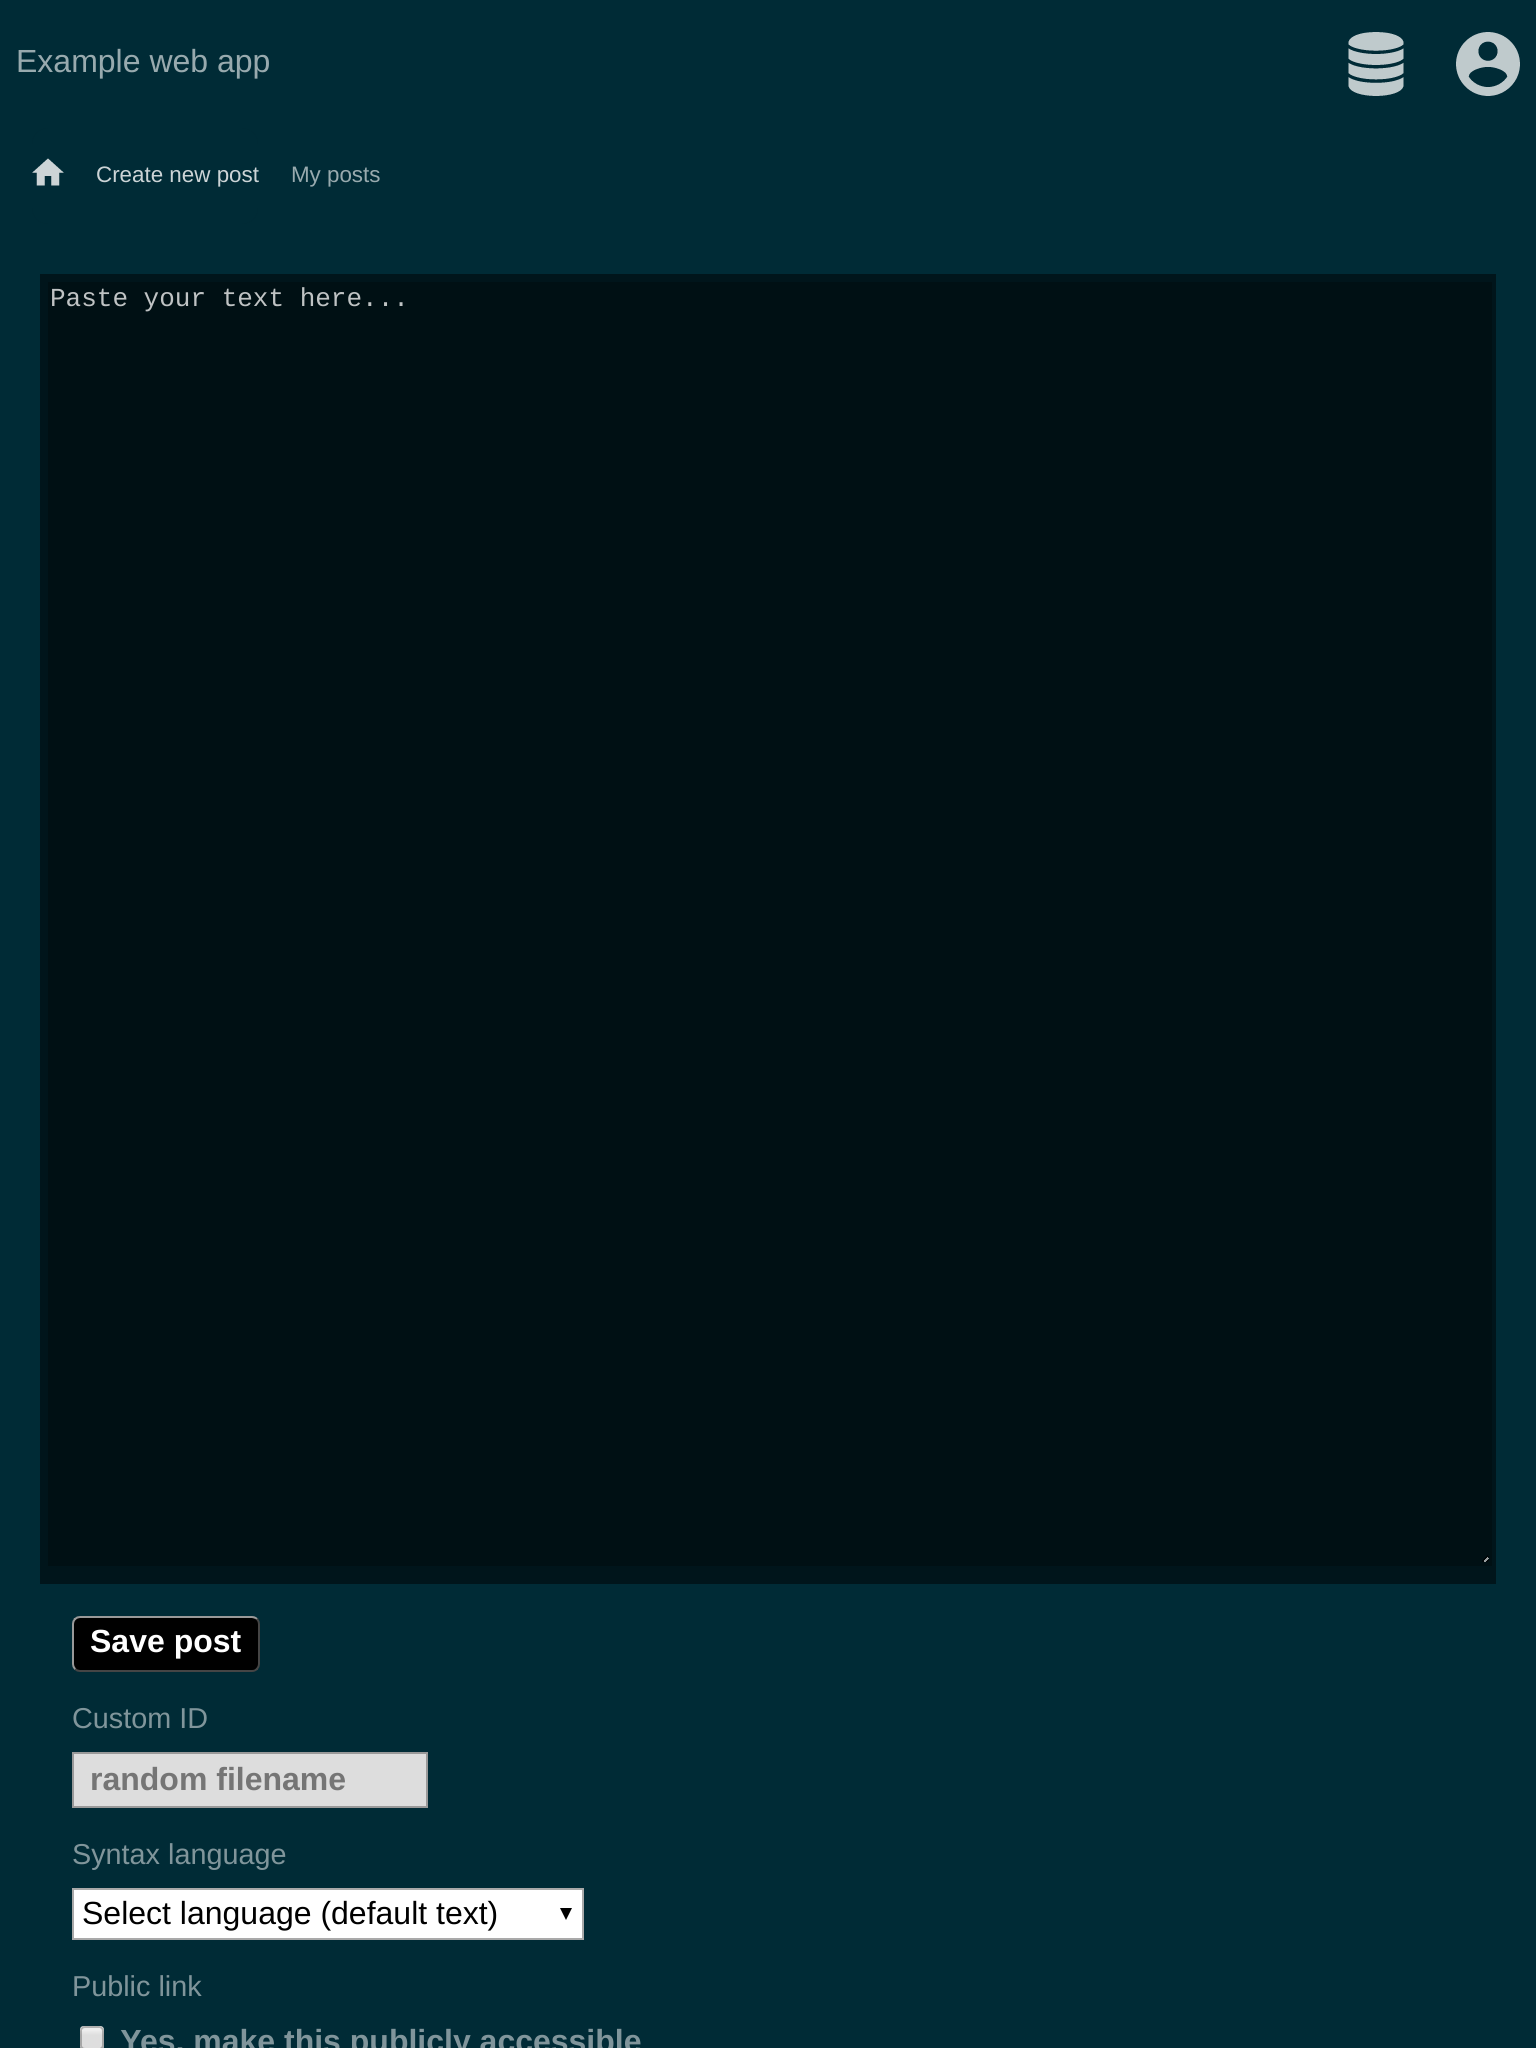 Example web app
Create new post My posts
Paste your text here...
Save post
Custom ID
random filename
Syntax language
Select language (default text)
Public link
Yes, make this publicly accessible